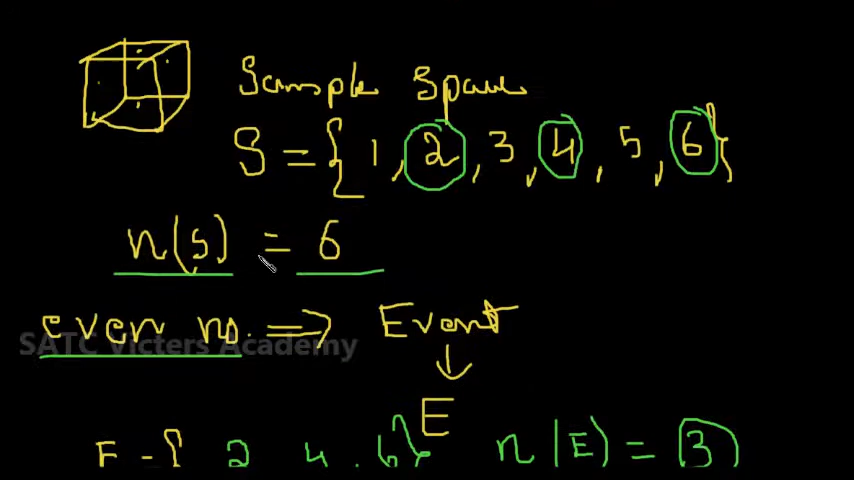 Sample Space
S = { 1, 2, 3, 4, 5, 6 }
n(S) = 6
even no. ⇒ Event
SATC Victers Academy
↓
E
E = { 2 4 , 6 } n(E) = 3